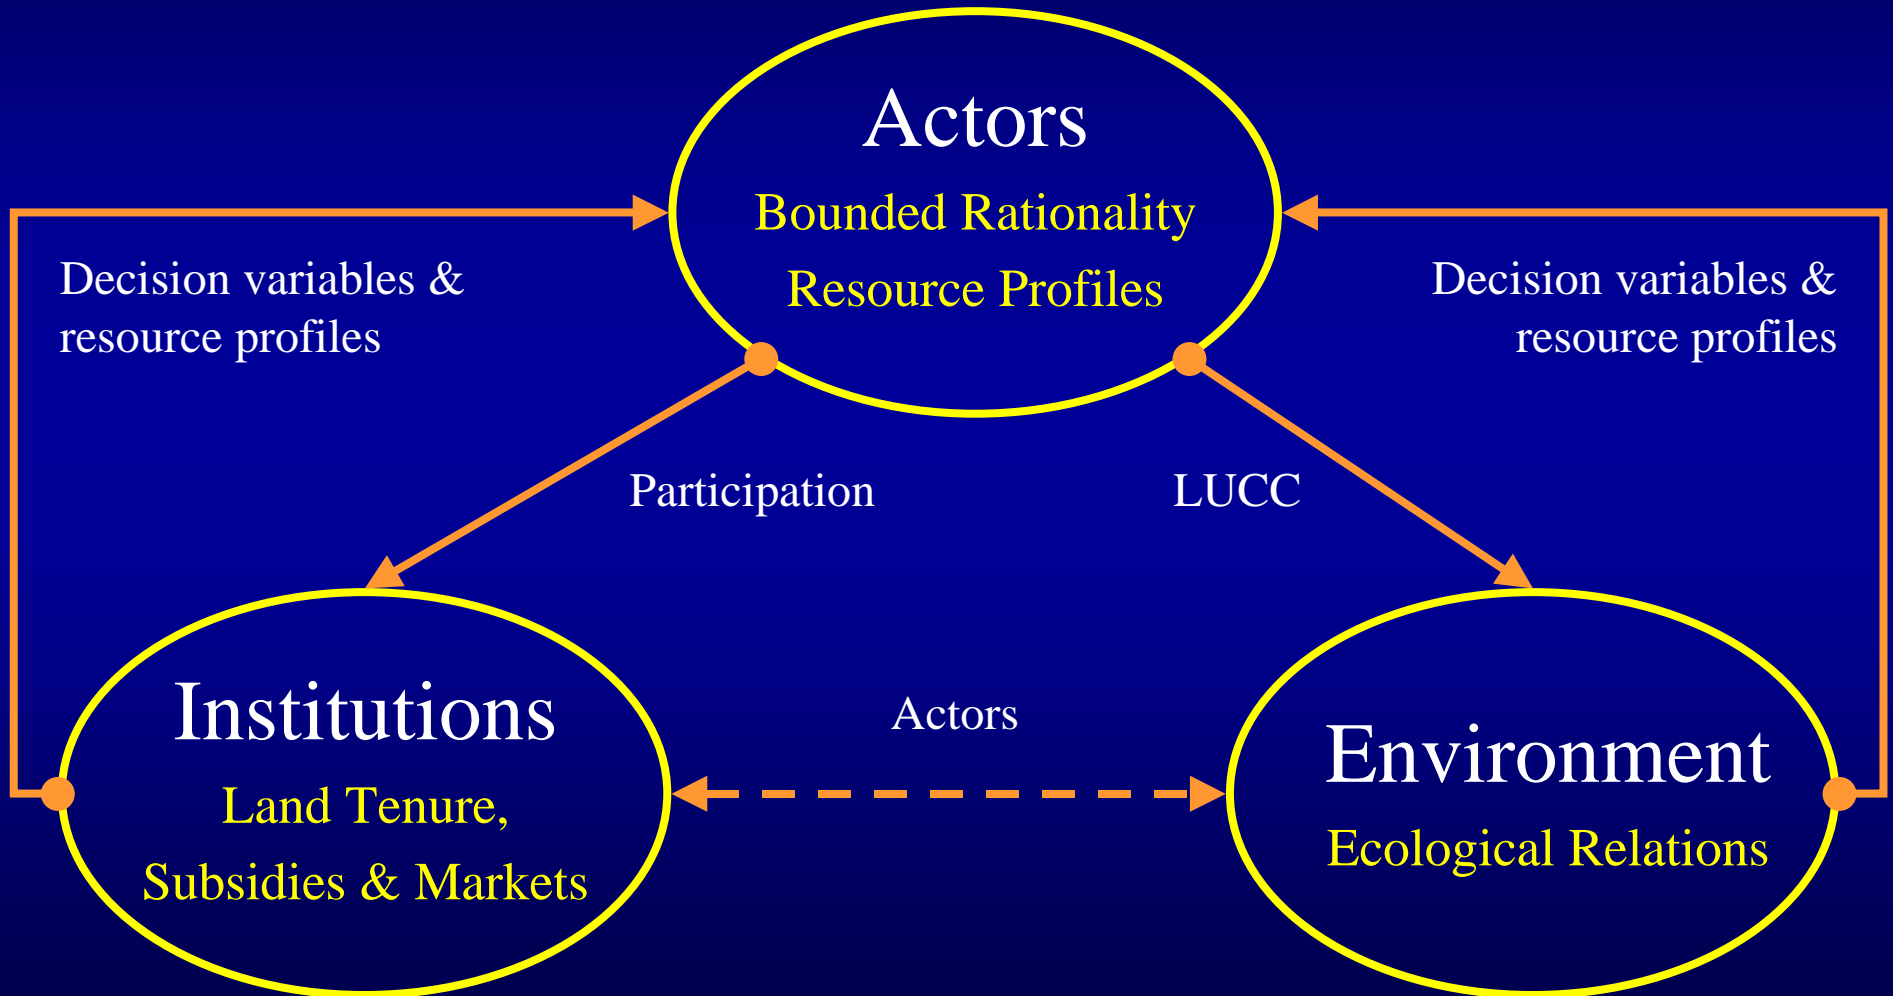 Actors
Bounded Rationality
Resource Profiles
Decision variables &
resource profiles
Decision variables &
resource profiles
Participation
LUCC
Institutions
Land Tenure,
Subsidies & Markets
Actors
Environment
Ecological Relations